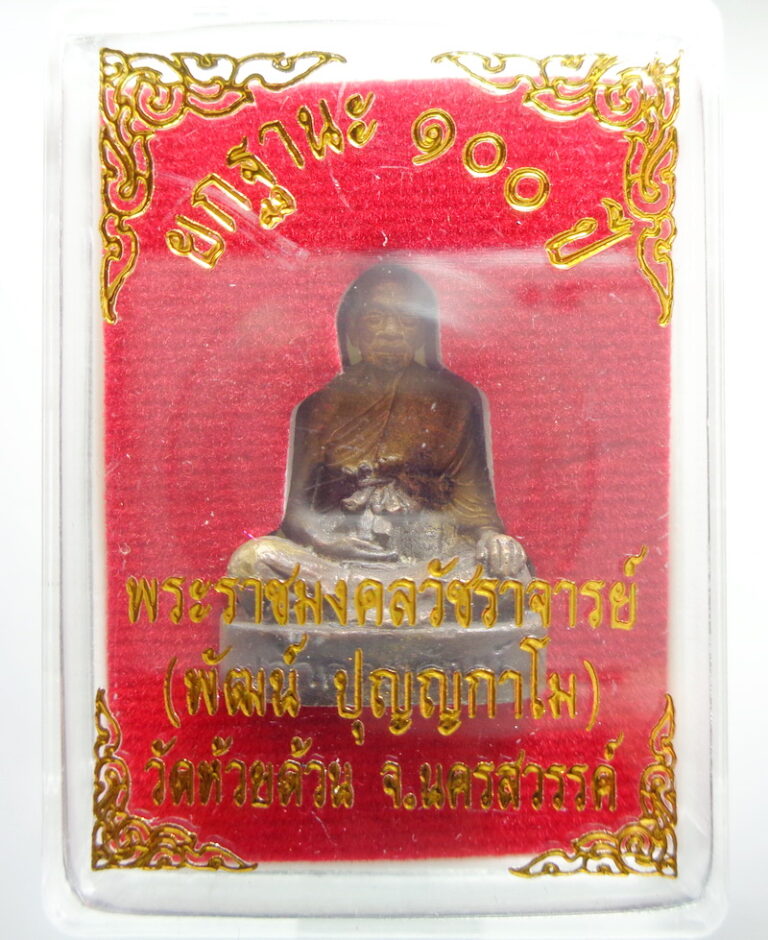 ยกฐานะ ๑๐๐ ปี
พระราชมงคลวัชราจารย์
(พัฒน์ ปุญญกาโม)
วัดห้วยด้วน จ.นครสวรรค์